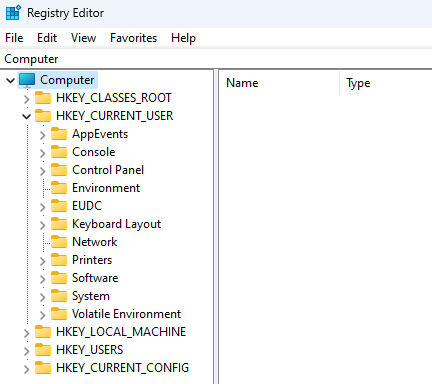 Registry Editor
File Edit View Favorites Help
Computer
Computer
HKEY_CLASSES_ROOT
HKEY_CURRENT_USER
AppEvents
Console
Control Panel
Environment
EUDC
Keyboard Layout
Network
Printers
Software
System
Volatile Environment
HKEY_LOCAL_MACHINE
HKEY_USERS
HKEY_CURRENT_CONFIG
Name Type